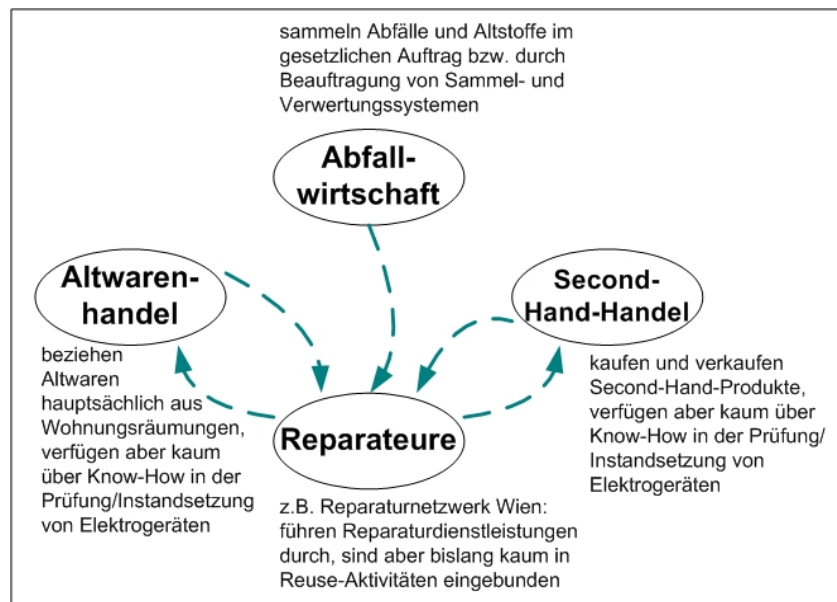 sammeln Abfälle und Altstoffe im
gesetzlichen Auftrag bzw. durch
Beauftragung von Sammel- und
Verwertungssystemen
Abfall-
wirtschaft
Altwaren-
handel
beziehen
Altwaren
hauptsächlich aus
Wohnungsräumungen,
verfügen aber kaum
über Know-How in der
Prüfung/Instandsetzung
von Elektrogeräten
Second-
Hand-Handel
kaufen und verkaufen
Second-Hand-Produkte,
verfügen aber kaum über
Know-How in der Prüfung/
Instandsetzung von
Elektrogeräten
Reparateure
z.B. Reparaturnetzwerk Wien:
führen Reparaturdienstleistungen
durch, sind aber bislang kaum in
Reuse-Aktivitäten eingebunden